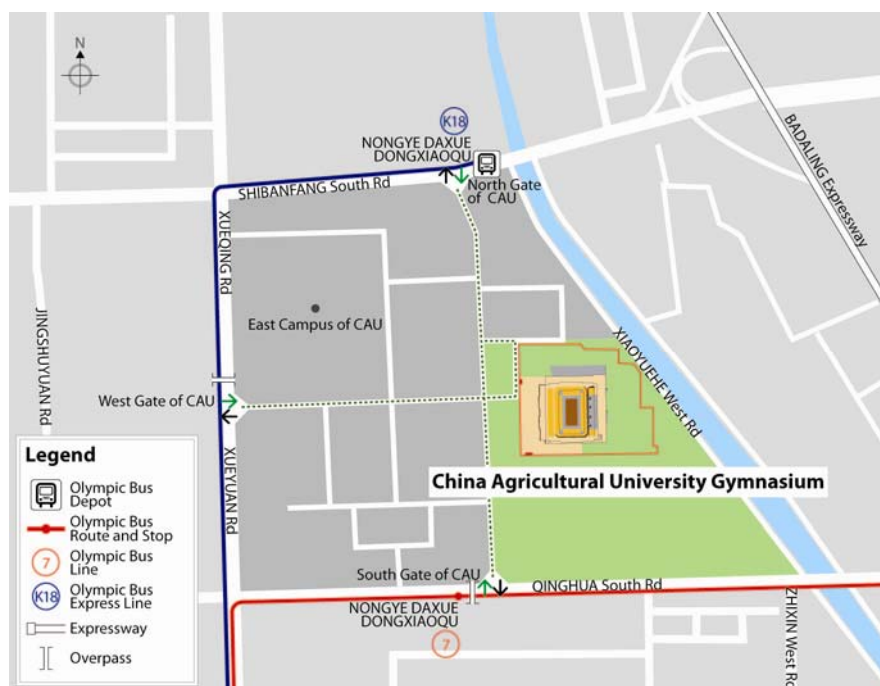 N
K18
NONGYE DAXUE
DONGXIAOQU
SHIBANFANG South Rd
North Gate
of CAU
BADALING Expressway
XUEQING Rd
East Campus of CAU
JINGSHUYUAN Rd
XIAOYUEHE West Rd
West Gate of CAU
XUEYUAN Rd
China Agricultural University Gymnasium
South Gate of CAU
QINGHUA South Rd
NONGYE DAXUE
DONGXIAOQU
7
ZHIXIN West Rd
Legend
Olympic Bus
Depot
Olympic Bus
Route and Stop
7
Olympic Bus
Line
K18
Olympic Bus
Express Line
Expressway
Overpass